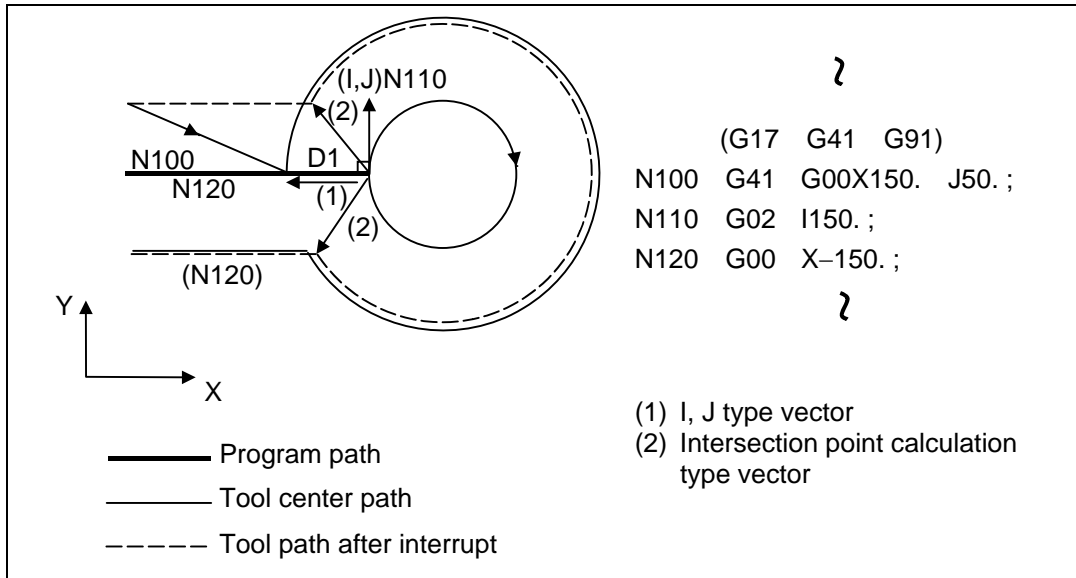 (I,J)N110
(2)
N100
D1
N120
(1)
(2)
(N120)
Y
X
Program path
Tool center path
Tool path after interrupt
~
(G17 G41 G91)
N100 G41 G00X150. J50. ;
N110 G02 I150. ;
N120 G00 X−150. ;
~
(1) I, J type vector
(2) Intersection point calculation
type vector